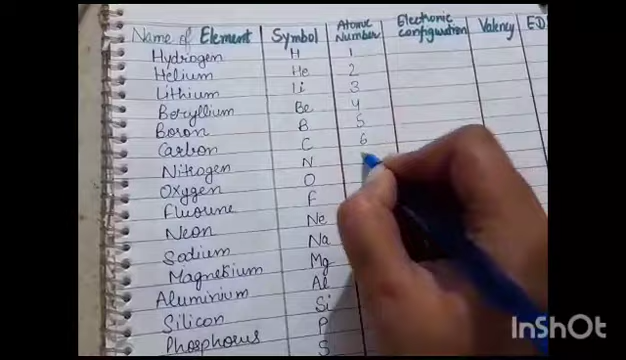 Name of Element Symbol Atomic Number Electronic Configuration Valency ED
Hydrogen H 1
Helium He 2
Lithium Li 3
Beryllium Be 4
Boron B 5
Carbon C 6
Nitrogen N
Oxygen O
Fluorine F
Neon Ne
Sodium Na
Magnesium Mg
Aluminium Al
Silicon Si
Phosphorus P
S
InShOt